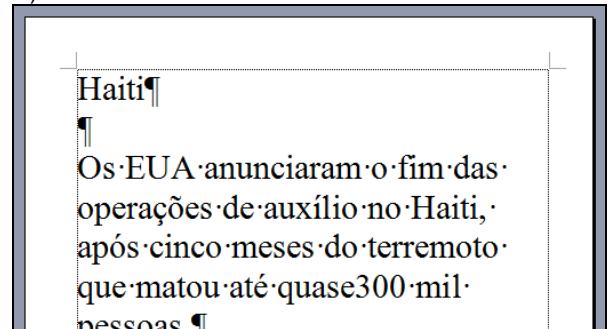 Haiti¶
¶
Os·EUA·anunciaram·o·fim·das·
operações·de·auxílio·no·Haiti,·
após·cinco·meses·do·terremoto·
que·matou·até·quase300·mil·
pessoas.¶